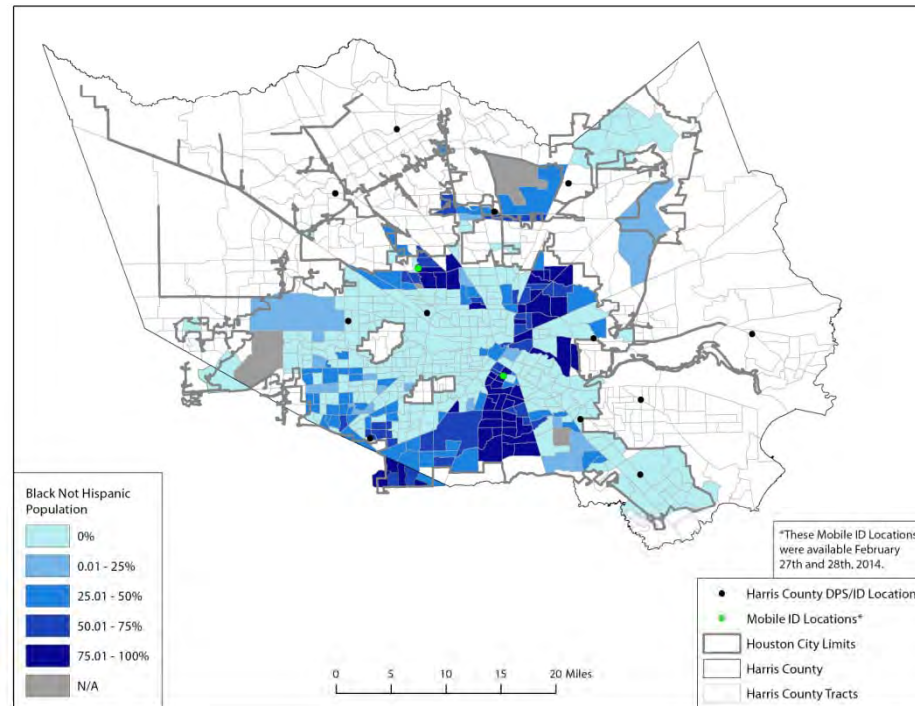 Black Not Hispanic
Population
0%
0.01 - 25%
25.01 - 50%
50.01 - 75%
75.01 - 100%
N/A
0 5 10 15 20 Miles
*These Mobile ID Locations
were available February
27th and 28th, 2014.
Harris County DPS/ID Location
Mobile ID Locations*
Houston City Limits
Harris County
Harris County Tracts